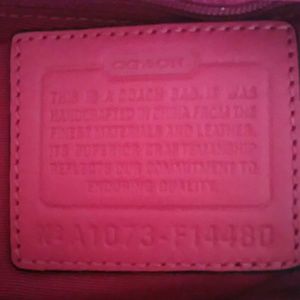 COACH
THIS IS A COACH BAG. IT WAS
HANDCRAFTED IN CHINA FROM THE
FINEST MATERIALS AND LEATHER.
ITS SUPERIOR CRAFTSMANSHIP
REFLECTS OUR COMMITMENT TO
ENDURING QUALITY.
Nº A1073-F14480